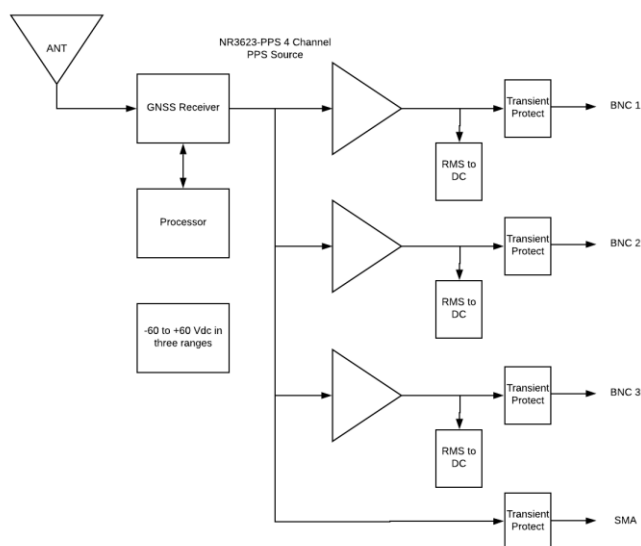 ANT
NR3623-PPS 4 Channel
PPS Source
GNSS Receiver
Transient
Protect
BNC 1
RMS to
DC
Processor
Transient
Protect
BNC 2
RMS to
DC
-60 to +60 Vdc in
three ranges
Transient
Protect
BNC 3
RMS to
DC
Transient
Protect
SMA